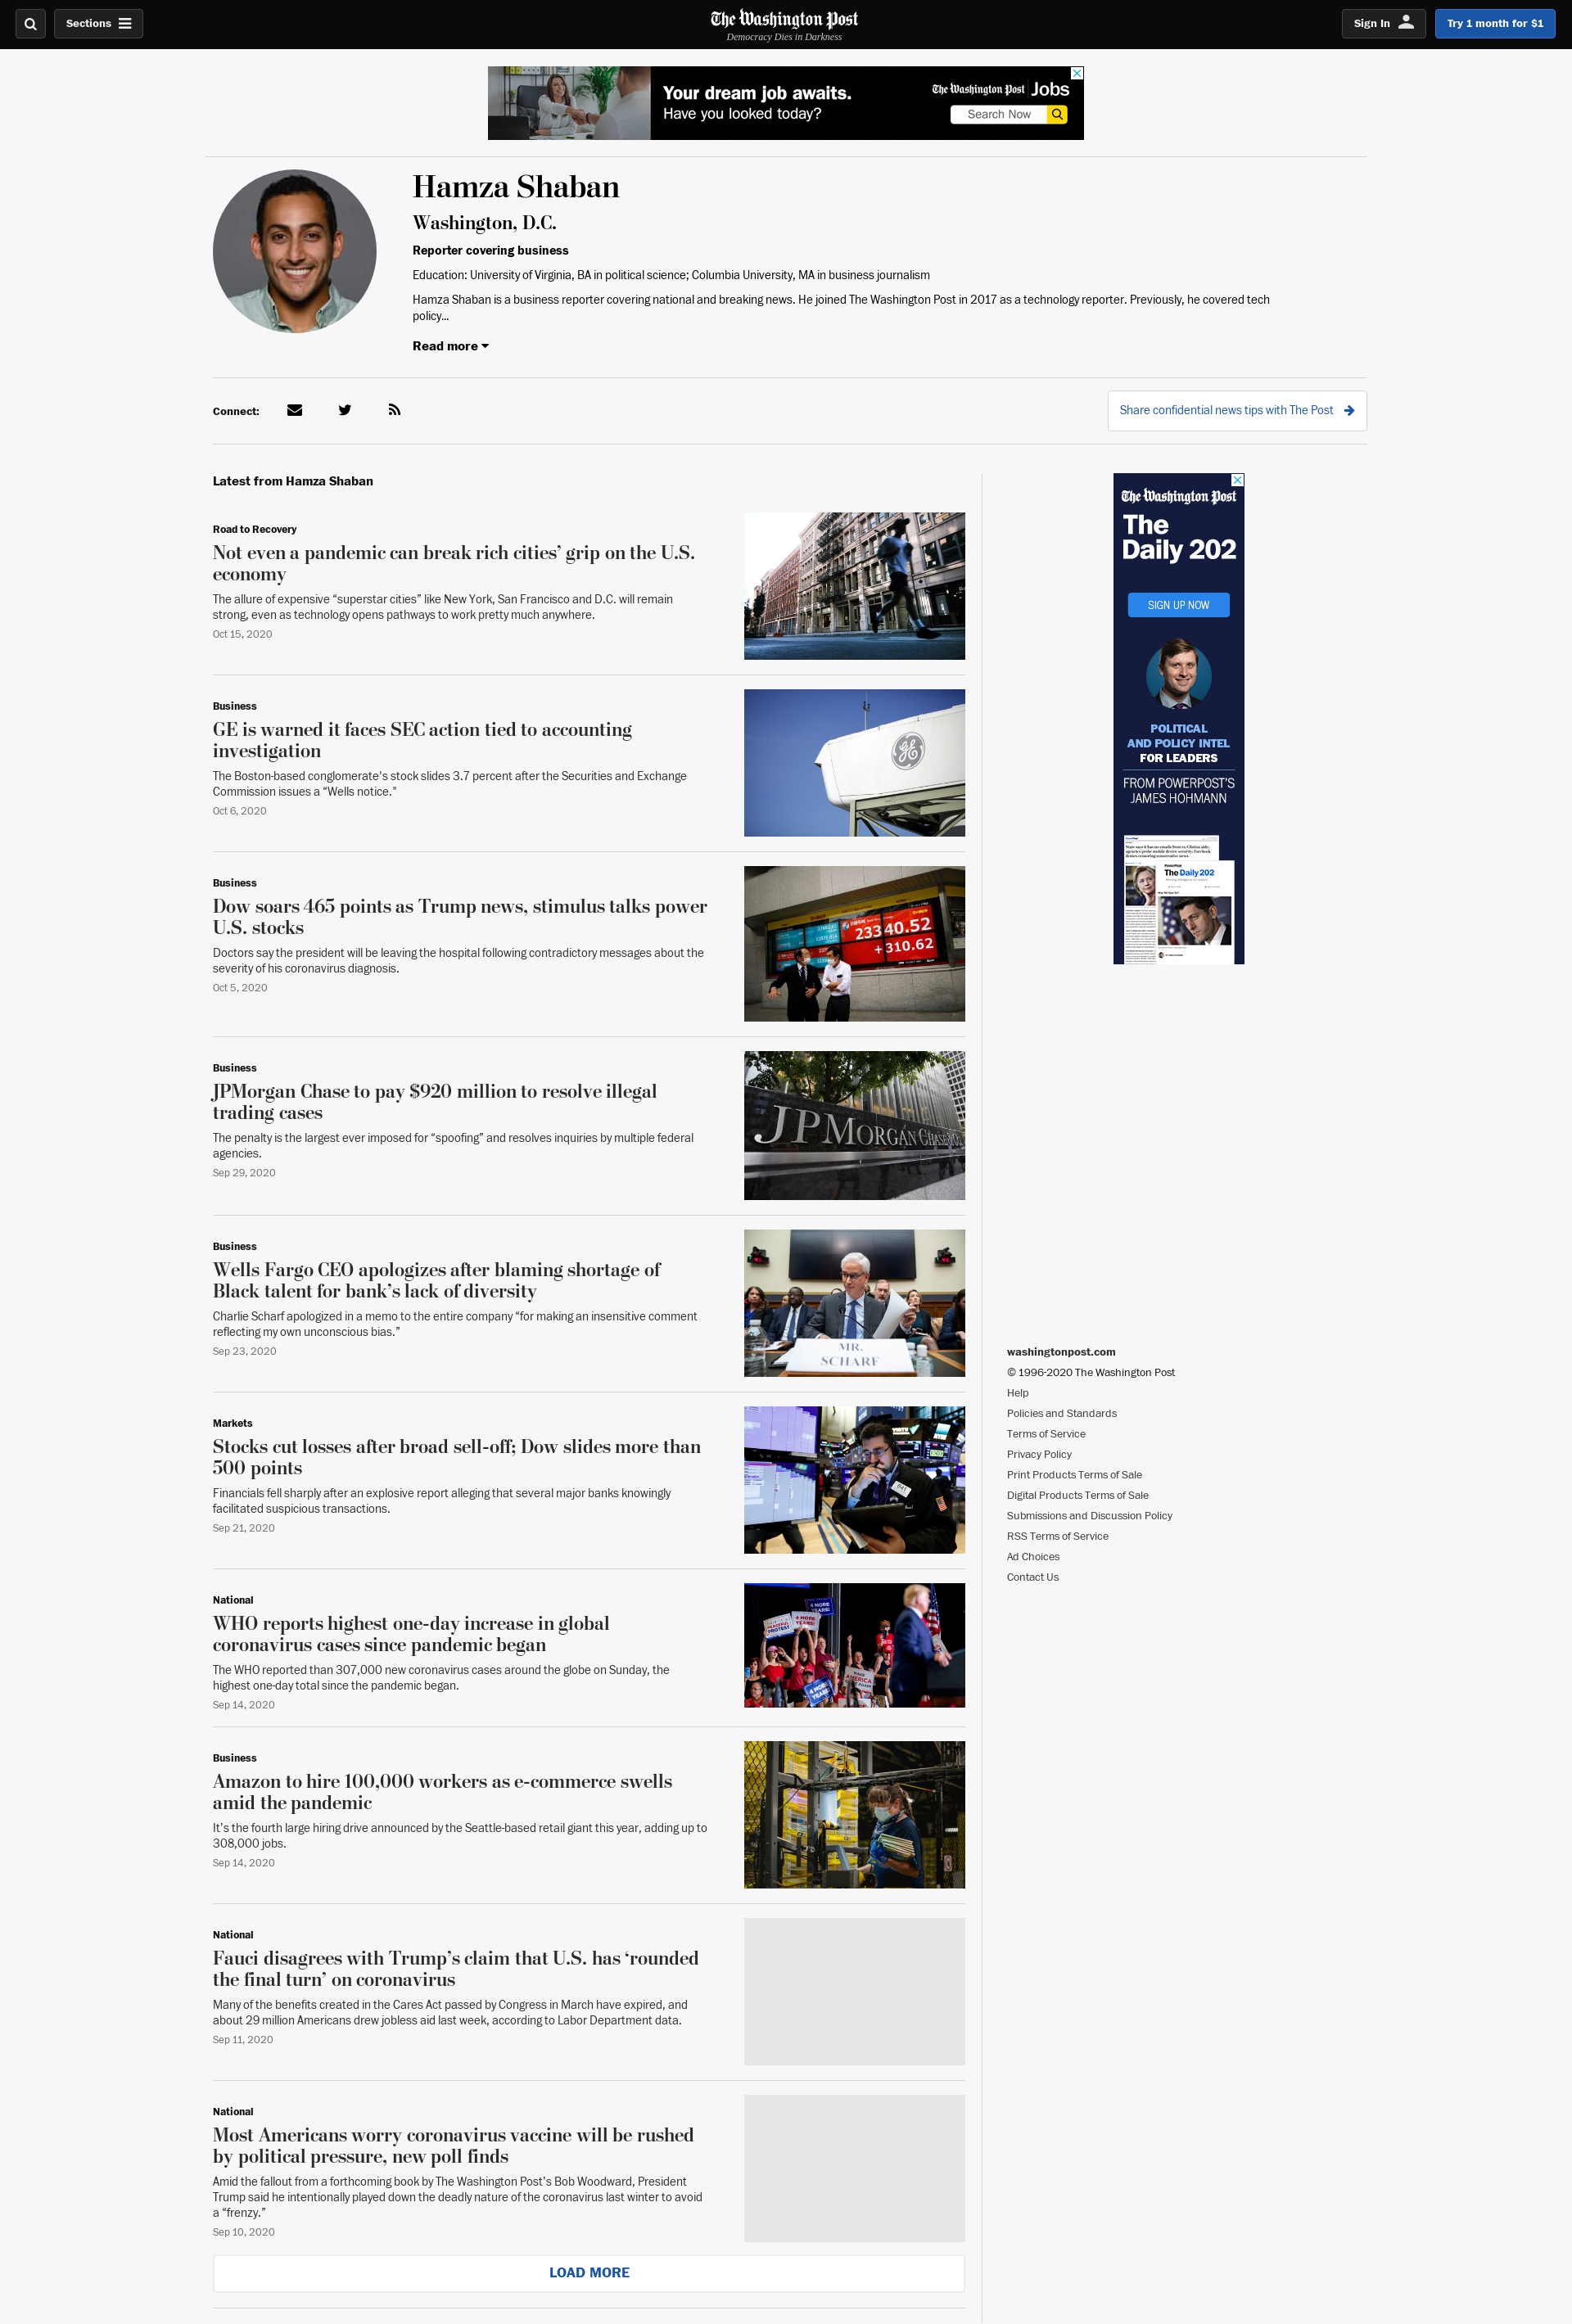 Sections
The Washington Post
Democracy Dies in Darkness
Sign In
Try 1 month for $1
Your dream job awaits.
Have you looked today?
The Washington Post Jobs
Search Now
Hamza Shaban
Washington, D.C.
Reporter covering business
Education: University of Virginia, BA in political science; Columbia University, MA in business journalism
Hamza Shaban is a business reporter covering national and breaking news. He joined The Washington Post in 2017 as a technology reporter. Previously, he covered tech
policy...
Read more
Connect:
Share confidential news tips with The Post
Latest from Hamza Shaban
Road to Recovery
Not even a pandemic can break rich cities’ grip on the U.S.
economy
The allure of expensive “superstar cities” like New York, San Francisco and D.C. will remain
strong, even as technology opens pathways to work pretty much anywhere.
Oct 15, 2020
Business
GE is warned it faces SEC action tied to accounting
investigation
The Boston-based conglomerate's stock slides 3.7 percent after the Securities and Exchange
Commission issues a “Wells notice."
Oct 6, 2020
GE
Business
Dow soars 465 points as Trump news, stimulus talks power
U.S. stocks
Doctors say the president will be leaving the hospital following contradictory messages about the
severity of his coronavirus diagnosis.
Oct 5, 2020
23340.52
+310.62
Business
JPMorgan Chase to pay $920 million to resolve illegal
trading cases
The penalty is the largest ever imposed for “spoofing” and resolves inquiries by multiple federal
agencies.
Sep 29, 2020
JPMORGAN CHASE & CO.
Business
Wells Fargo CEO apologizes after blaming shortage of
Black talent for bank’s lack of diversity
Charlie Scharf apologized in a memo to the entire company “for making an insensitive comment
reflecting my own unconscious bias.”
Sep 23, 2020
MR.
SCHARF
Markets
Stocks cut losses after broad sell-off; Dow slides more than
500 points
Financials fell sharply after an explosive report alleging that several major banks knowingly
facilitated suspicious transactions.
Sep 21, 2020
National
WHO reports highest one-day increase in global
coronavirus cases since pandemic began
The WHO reported than 307,000 new coronavirus cases around the globe on Sunday, the
highest one-day total since the pandemic began.
Sep 14, 2020
4 MORE
YEARS!
4 MORE
YEARS!
PEACEFUL
PROTEST
MAKE
AMERICA
4 MORE
YEARS!
Business
Amazon to hire 100,000 workers as e-commerce swells
amid the pandemic
It’s the fourth large hiring drive announced by the Seattle-based retail giant this year, adding up to
308,000 jobs.
Sep 14, 2020
National
Fauci disagrees with Trump’s claim that U.S. has ‘rounded
the final turn’ on coronavirus
Many of the benefits created in the Cares Act passed by Congress in March have expired, and
about 29 million Americans drew jobless aid last week, according to Labor Department data.
Sep 11, 2020
National
Most Americans worry coronavirus vaccine will be rushed
by political pressure, new poll finds
Amid the fallout from a forthcoming book by The Washington Post’s Bob Woodward, President
Trump said he intentionally played down the deadly nature of the coronavirus last winter to avoid
a “frenzy.”
Sep 10, 2020
LOAD MORE
The Washington Post
The
Daily 202
SIGN UP NOW
POLITICAL
AND POLICY INTEL
FOR LEADERS
FROM POWERPOST'S
JAMES HOHMANN
The Daily 202
washingtonpost.com
© 1996-2020 The Washington Post
Help
Policies and Standards
Terms of Service
Privacy Policy
Print Products Terms of Sale
Digital Products Terms of Sale
Submissions and Discussion Policy
RSS Terms of Service
Ad Choices
Contact Us